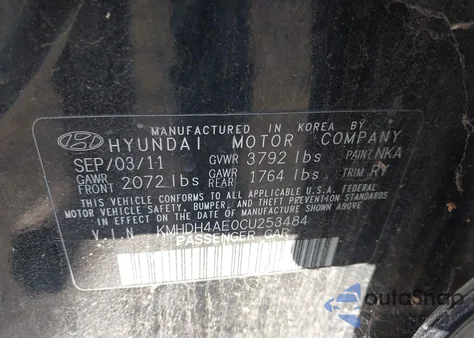 MANUFACTURED IN KOREA BY
HYUNDAI MOTOR COMPANY
SEP/03/11 GVWR 3792 lbs PAINT NKA
GAWR FRONT 2072 lbs GAWR REAR 1764 lbs TRIM RY
THIS VEHICLE CONFORMS TO ALL APPLICABLE U.S.A. FEDERAL
MOTOR VEHICLE SAFETY, BUMPER, AND THEFT PREVENTION
STANDARDS IN EFFECT ON THE DATE OF MANUFACTURE SHOWN ABOVE.
V.I.N KMHDH4AE0CU253484
PASSENGER CAR
autoSnap